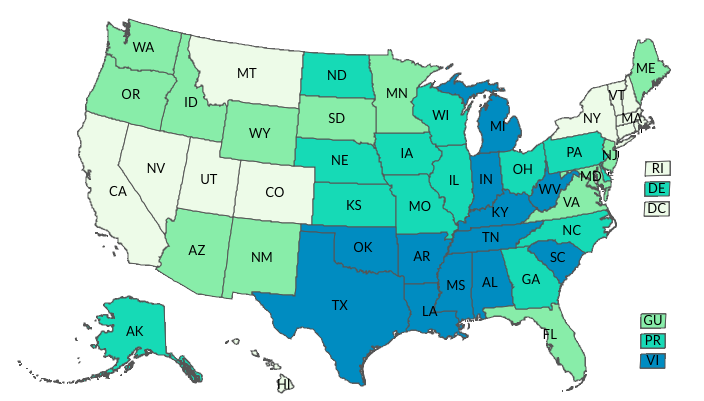 WA
MT
ND
MN
ME
OR
ID
WY
SD
WI
MI
VT
NY
MA
NV
UT
CO
NE
IA
IL
IN
OH
PA
NJ
CA
KS
MO
KY
WV
MD
VA
RI
DE
DC
AZ
NM
OK
AR
TN
NC
SC
TX
LA
MS
AL
GA
FL
AK
HI
GU
PR
VI